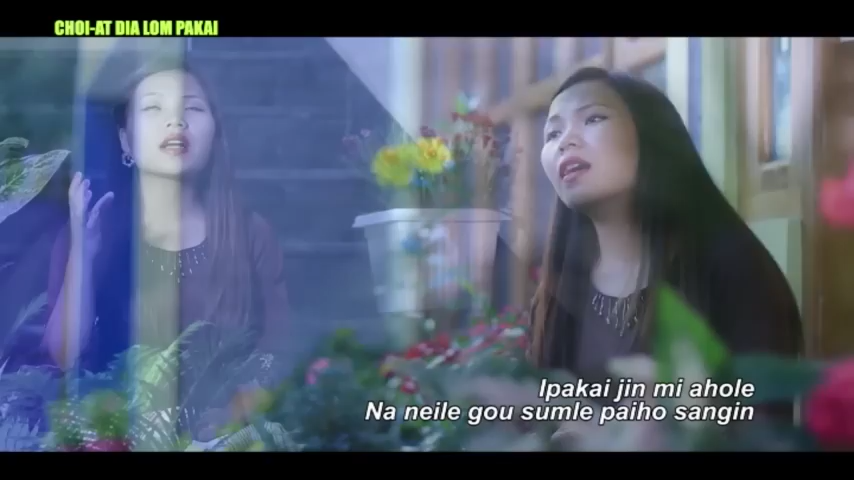 CHOI-AT DIA LOM PAKAI
Ipakai jin mi ahole
Na neile gou sumle paiho sangin